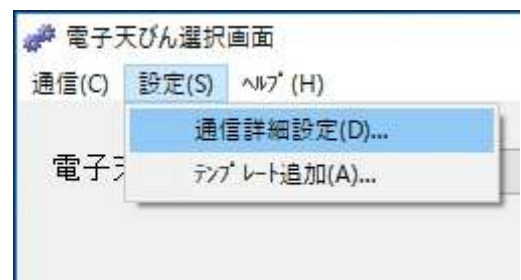 電子天びん選択画面
通信(C) 設定(S) ﾍﾙﾌﾟ(H)
通信詳細設定(D)...
電子天
ﾃﾝﾌﾟﾚｰﾄ追加(A)...